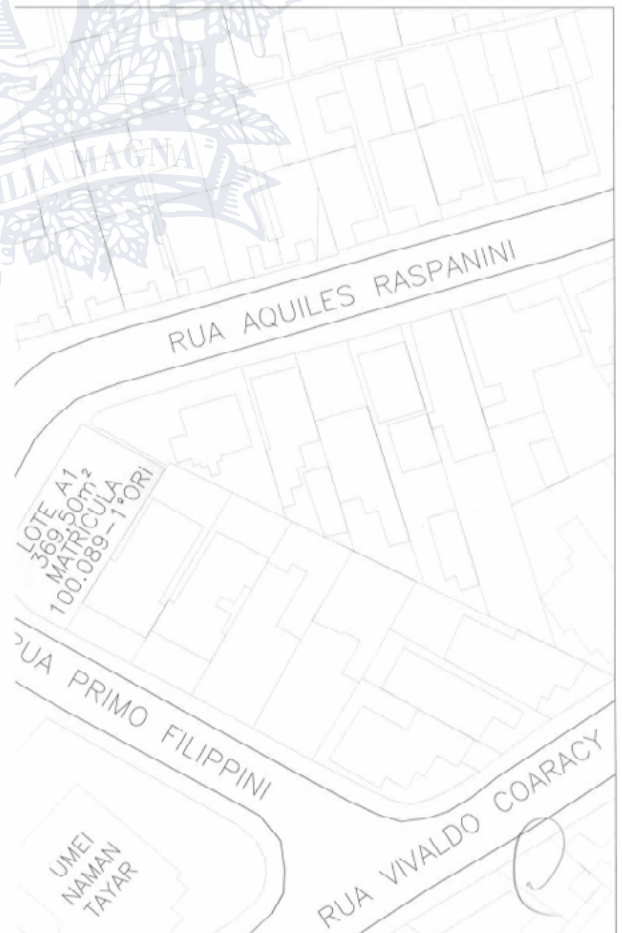 ILIA MAGNA
RUA AQUILES RASPANINI
LOTE A1
369,50m²
MATRÍCULA
100.089-1°ORI
RUA PRIMO FILIPPINI
UMEI
NAMAN
TAYAR
RUA VIVALDO COARACY